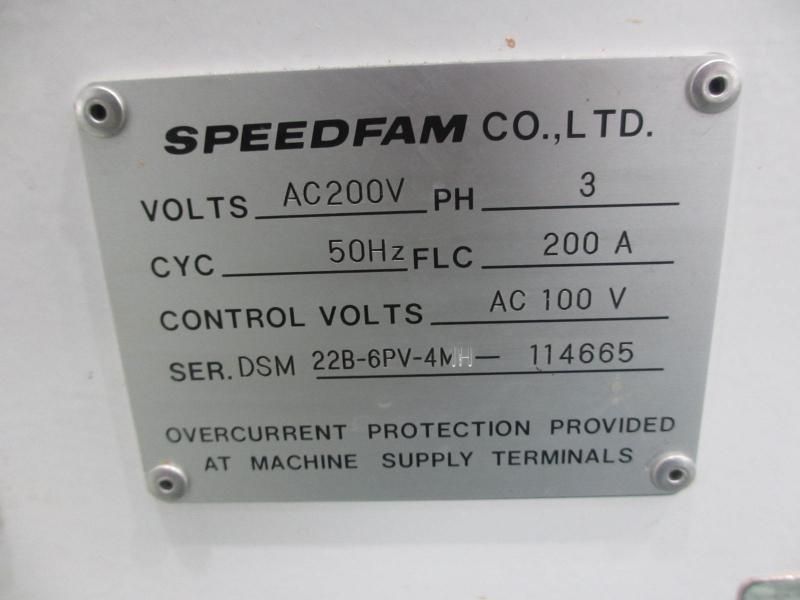 SPEEDFAM CO.,LTD.
VOLTS AC200V PH 3
CYC 50Hz FLC 200 A
CONTROL VOLTS AC 100 V
SER. DSM 22B-6PV-4MH- 114665
OVERCURRENT PROTECTION PROVIDED
AT MACHINE SUPPLY TERMINALS